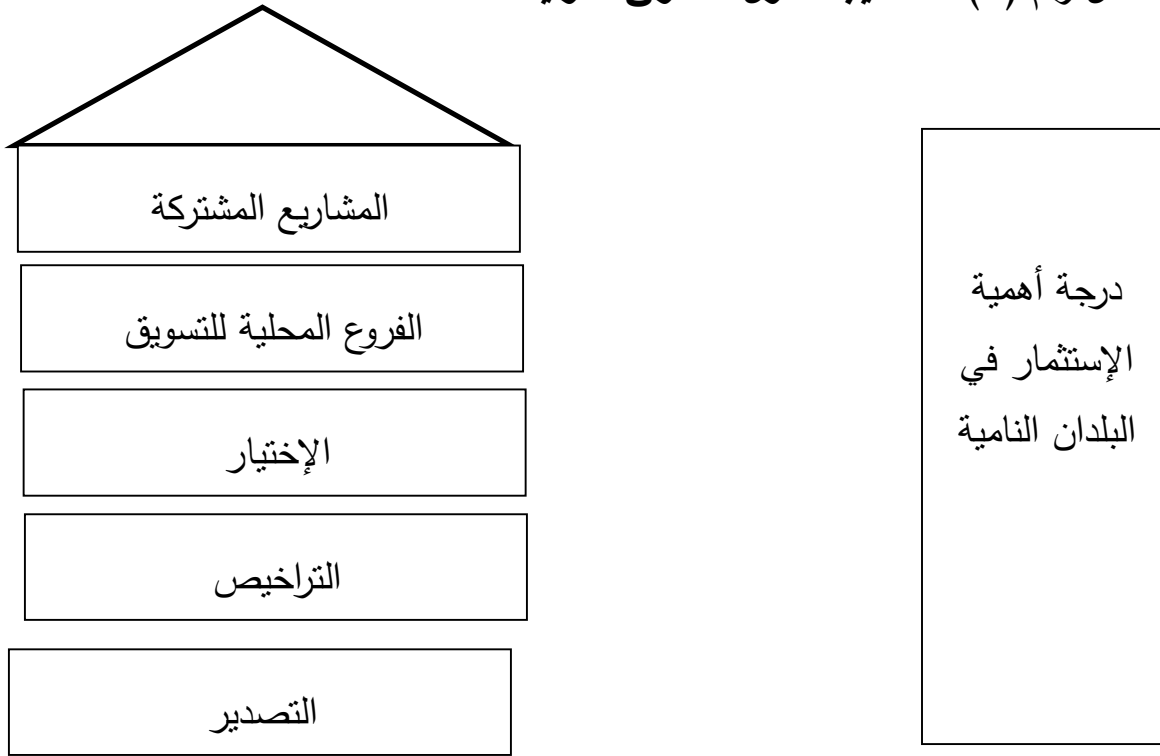 المشاريع المشتركة
الفروع المحلية للتسويق
الإختيار
التراخيص
التصدير
درجة أهمية
الإستثمار في
البلدان النامية